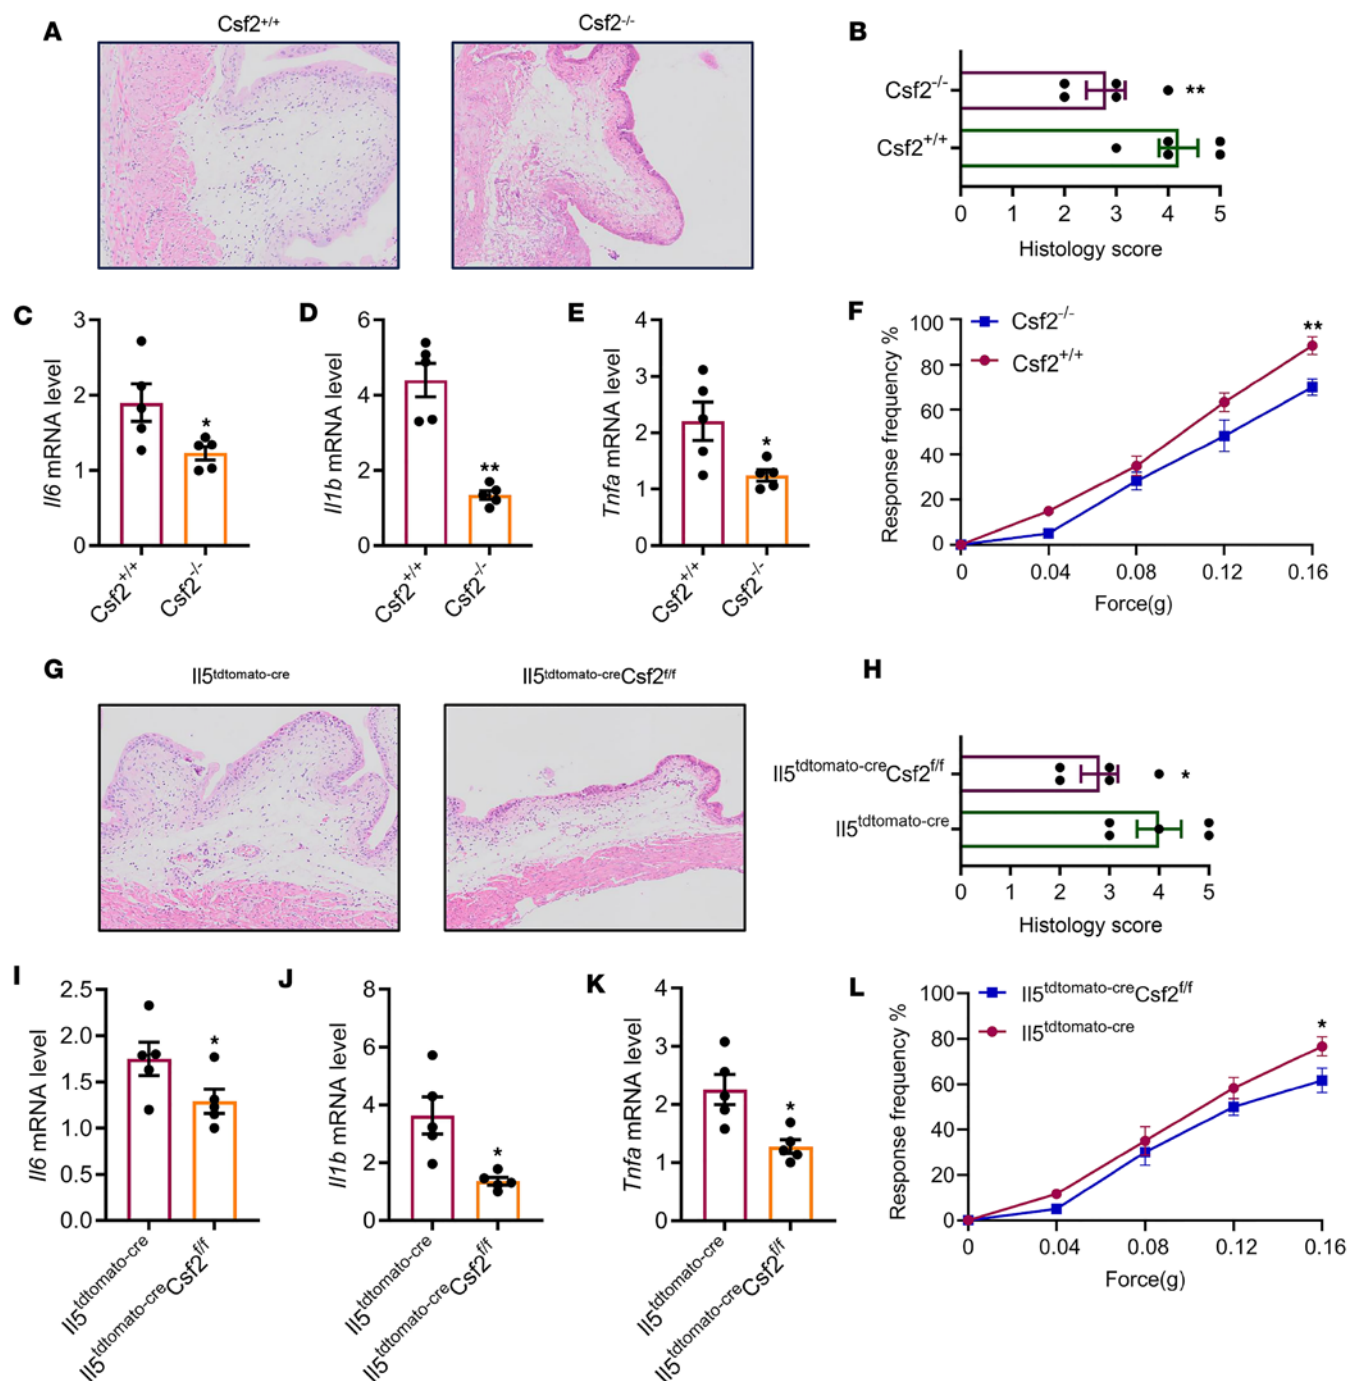 A
Csf2+/+
Csf2-/-
B
Csf2-/-
**
Csf2+/+
0 1 2 3 4 5
Histology score
C
Il6 mRNA level
3
2
1
0
*
Csf2+/+
Csf2-/-
D
Il1b mRNA level
6
4
2
0
**
Csf2+/+
Csf2-/-
E
Tnfa mRNA level
4
3
2
1
0
*
Csf2+/+
Csf2-/-
F
Response frequency %
100
80
60
40
20
0
Csf2-/-
Csf2+/+
**
0 0.04 0.08 0.12 0.16
Force(g)
G
Il5tdtomato-cre
Il5tdtomato-creCsf2f/f
H
Il5tdtomato-creCsf2f/f
*
Il5tdtomato-cre
0 1 2 3 4 5
Histology score
I
Il6 mRNA level
2.5
2.0
1.5
1.0
0.5
0.0
*
Il5tdtomato-cre
Il5tdtomato-creCsf2f/f
J
Il1b mRNA level
8
6
4
2
0
*
Il5tdtomato-cre
Il5tdtomato-creCsf2f/f
K
Tnfa mRNA level
4
3
2
1
0
*
Il5tdtomato-cre
Il5tdtomato-creCsf2f/f
L
Response frequency %
100
80
60
40
20
0
Il5tdtomato-creCsf2f/f
Il5tdtomato-cre
*
0 0.04 0.08 0.12 0.16
Force(g)